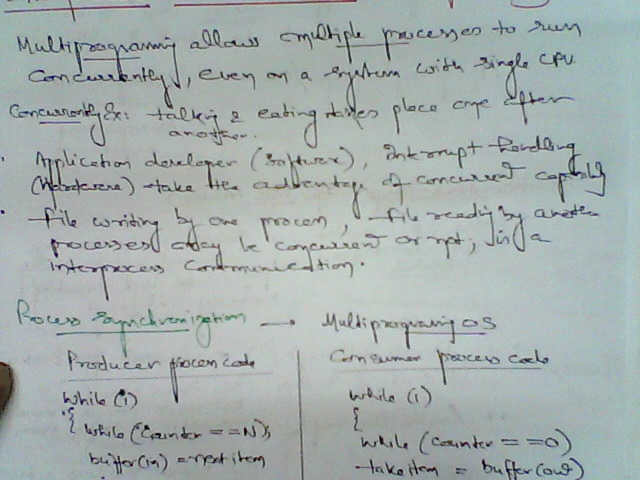 Multiprograming allows multiple processes to run
concurrently, even on a system with single CPU.
Concurrently Ex: talking & eating takes place one after
another.
Application developer (software), Interrupt-handling
(Hardware) take the advantage of concurrent capability
File writing by one process, file reading by another
processes may be concurrent or not, is a
interprocess communication.
Process synchronization — Multiprograming OS
Producer process code
while (1)
{ while (Counter == N);
buffer(in) = next item
Consumer process code
while (1)
{
while (Counter == 0)
take item = buffer(out)